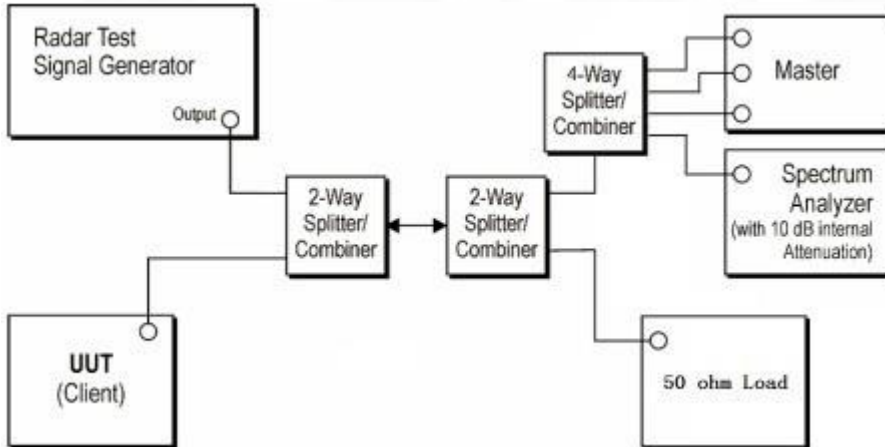 Radar Test
Signal Generator
Output
4-Way
Splitter/
Combiner
Master
2-Way
Splitter/
Combiner
2-Way
Splitter/
Combiner
Spectrum
Analyzer
(with 10 dB internal
Attenuation)
UUT
(Client)
50 ohm Load